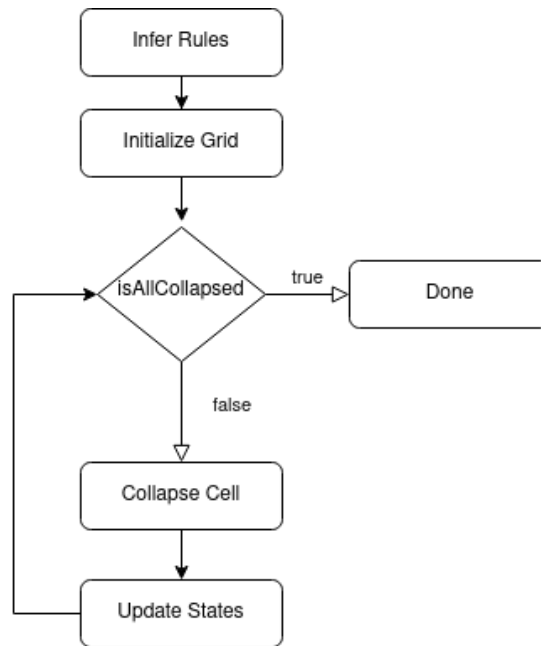 Infer Rules
Initialize Grid
isAllCollapsed
true
Done
false
Collapse Cell
Update States